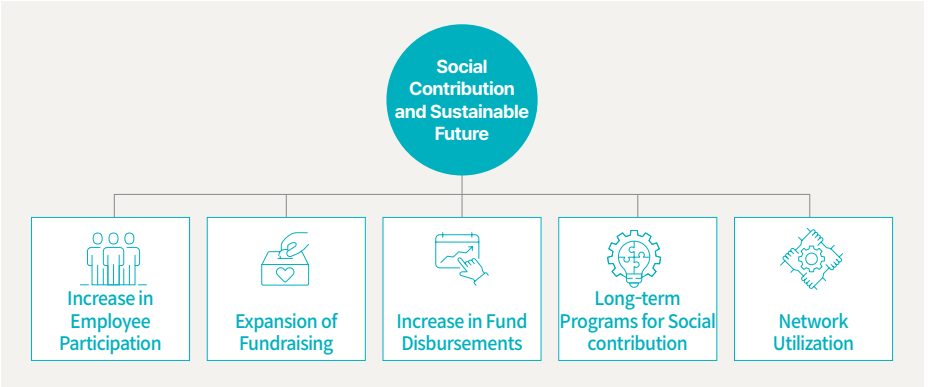 Social
Contribution
and Sustainable
Future
Increase in
Employee
Participation
Expansion of
Fundraising
Increase in Fund
Disbursements
Long-term
Programs for Social
contribution
Network
Utilization